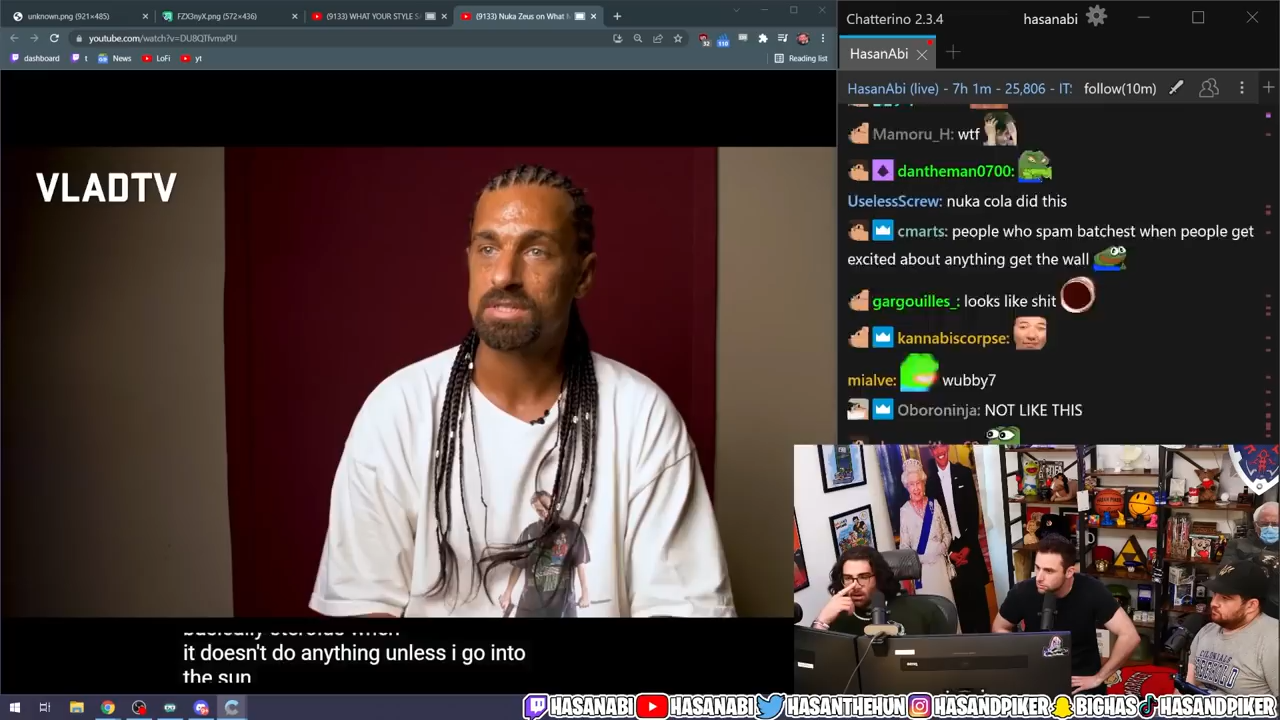 unknown.png (921×485)
FZX3nyX.png (572×436)
(9133) WHAT YOUR STYLE S
(9133) Nuka Zeus on What
youtube.com/watch?v=DU8QTfvmxPU
dashboard
t
News
LoFi
yt
Reading list
VLADTV
it doesn't do anything unless i go into
the sun
Chatterino 2.3.4
hasanabi
HasanAbi
HasanAbi (live) - 7h 1m - 25,806 - IT:
follow(10m)
Mamoru_H: wtf
dantheman0700:
UselessScrew: nuka cola did this
cmarts: people who spam batchest when people get
excited about anything get the wall
gargouilles_: looks like shit
kannabiscorpse:
mialve: wubby7
Oboroninja: NOT LIKE THIS
HASANABI
HASANABI
HASANTHEHUN
HASANDPIKER
BIGHAS
HASANDPIKER